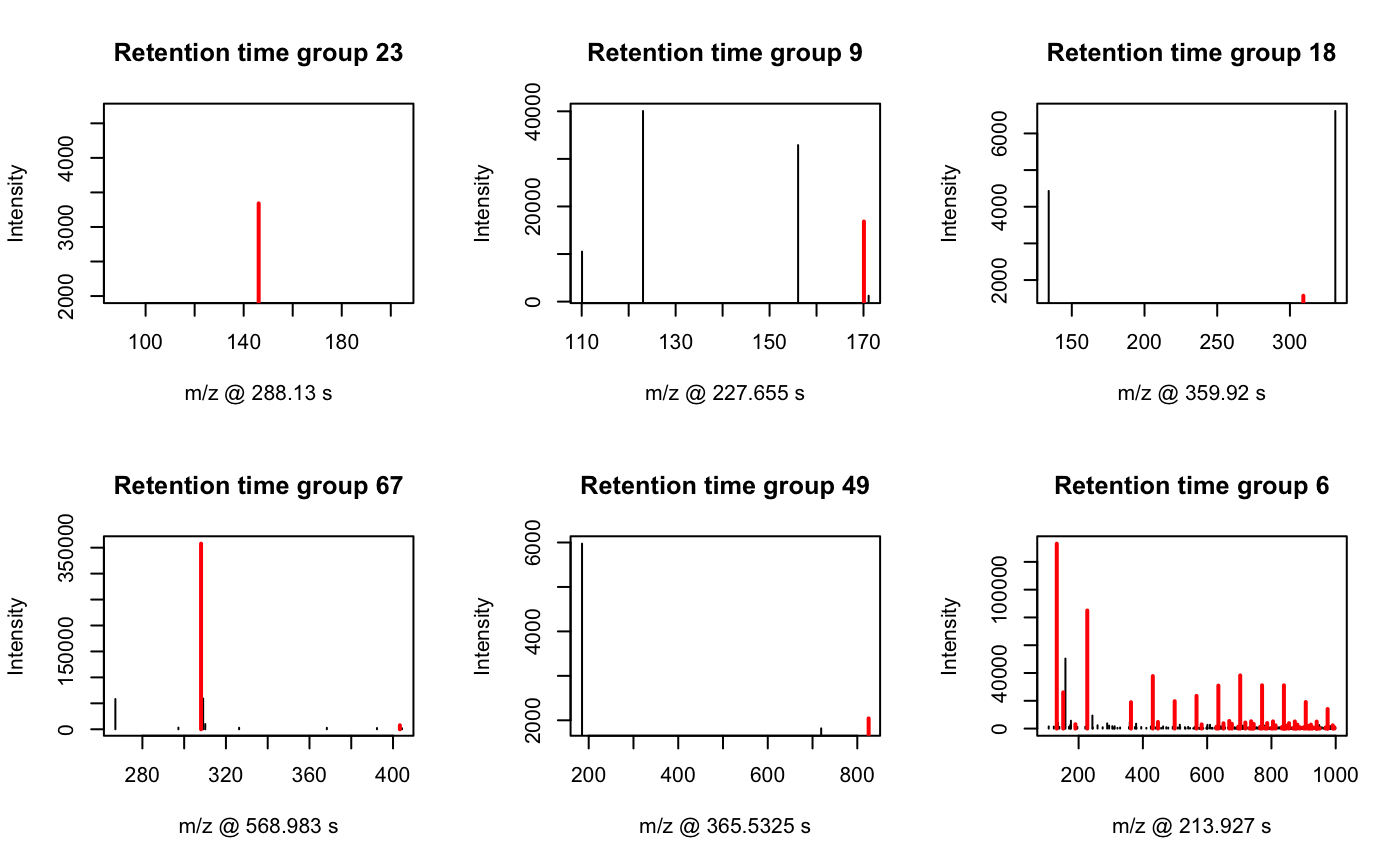 Retention time group 23
Intensity
2000 3000 4000
100 140 180
m/z @ 288.13 s
Retention time group 9
Intensity
0 20000 40000
110 130 150 170
m/z @ 227.655 s
Retention time group 18
Intensity
2000 4000 6000
150 200 250 300
m/z @ 359.92 s
Retention time group 67
Intensity
0 150000 350000
280 320 360 400
m/z @ 568.983 s
Retention time group 49
Intensity
2000 4000 6000
200 400 600 800
m/z @ 365.5325 s
Retention time group 6
Intensity
0 40000 100000
200 400 600 800 1000
m/z @ 213.927 s